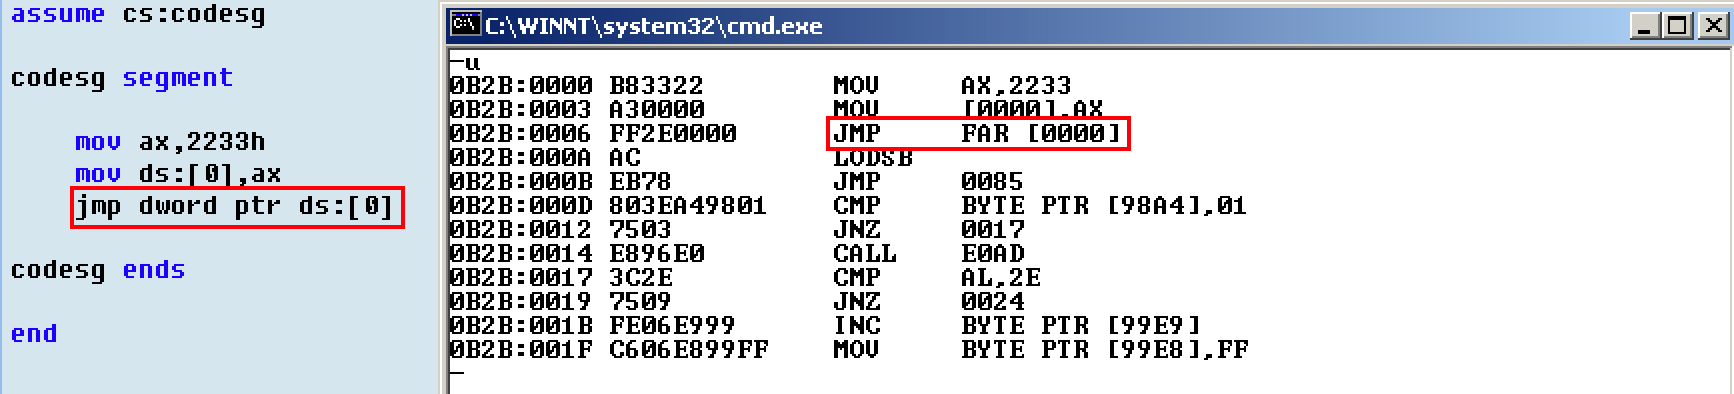 assume cs:codesg
codesg segment
mov ax,2233h
mov ds:[0],ax
jmp dword ptr ds:[0]
codesg ends
end
C:\WINNT\system32\cmd.exe
-u
0B2B:0000 B83322 MOV AX,2233
0B2B:0003 A30000 MOV [0000],AX
0B2B:0006 FF2E0000 JMP FAR [0000]
0B2B:000A AC LODSB
0B2B:000B EB78 JMP 0085
0B2B:000D 803EA49801 CMP BYTE PTR [98A4],01
0B2B:0012 7503 JNZ 0017
0B2B:0014 E896E0 CALL E0AD
0B2B:0017 3C2E CMP AL,2E
0B2B:0019 7509 JNZ 0024
0B2B:001B FE06E999 INC BYTE PTR [99E9]
0B2B:001F C606E899FF MOV BYTE PTR [99E8],FF
-